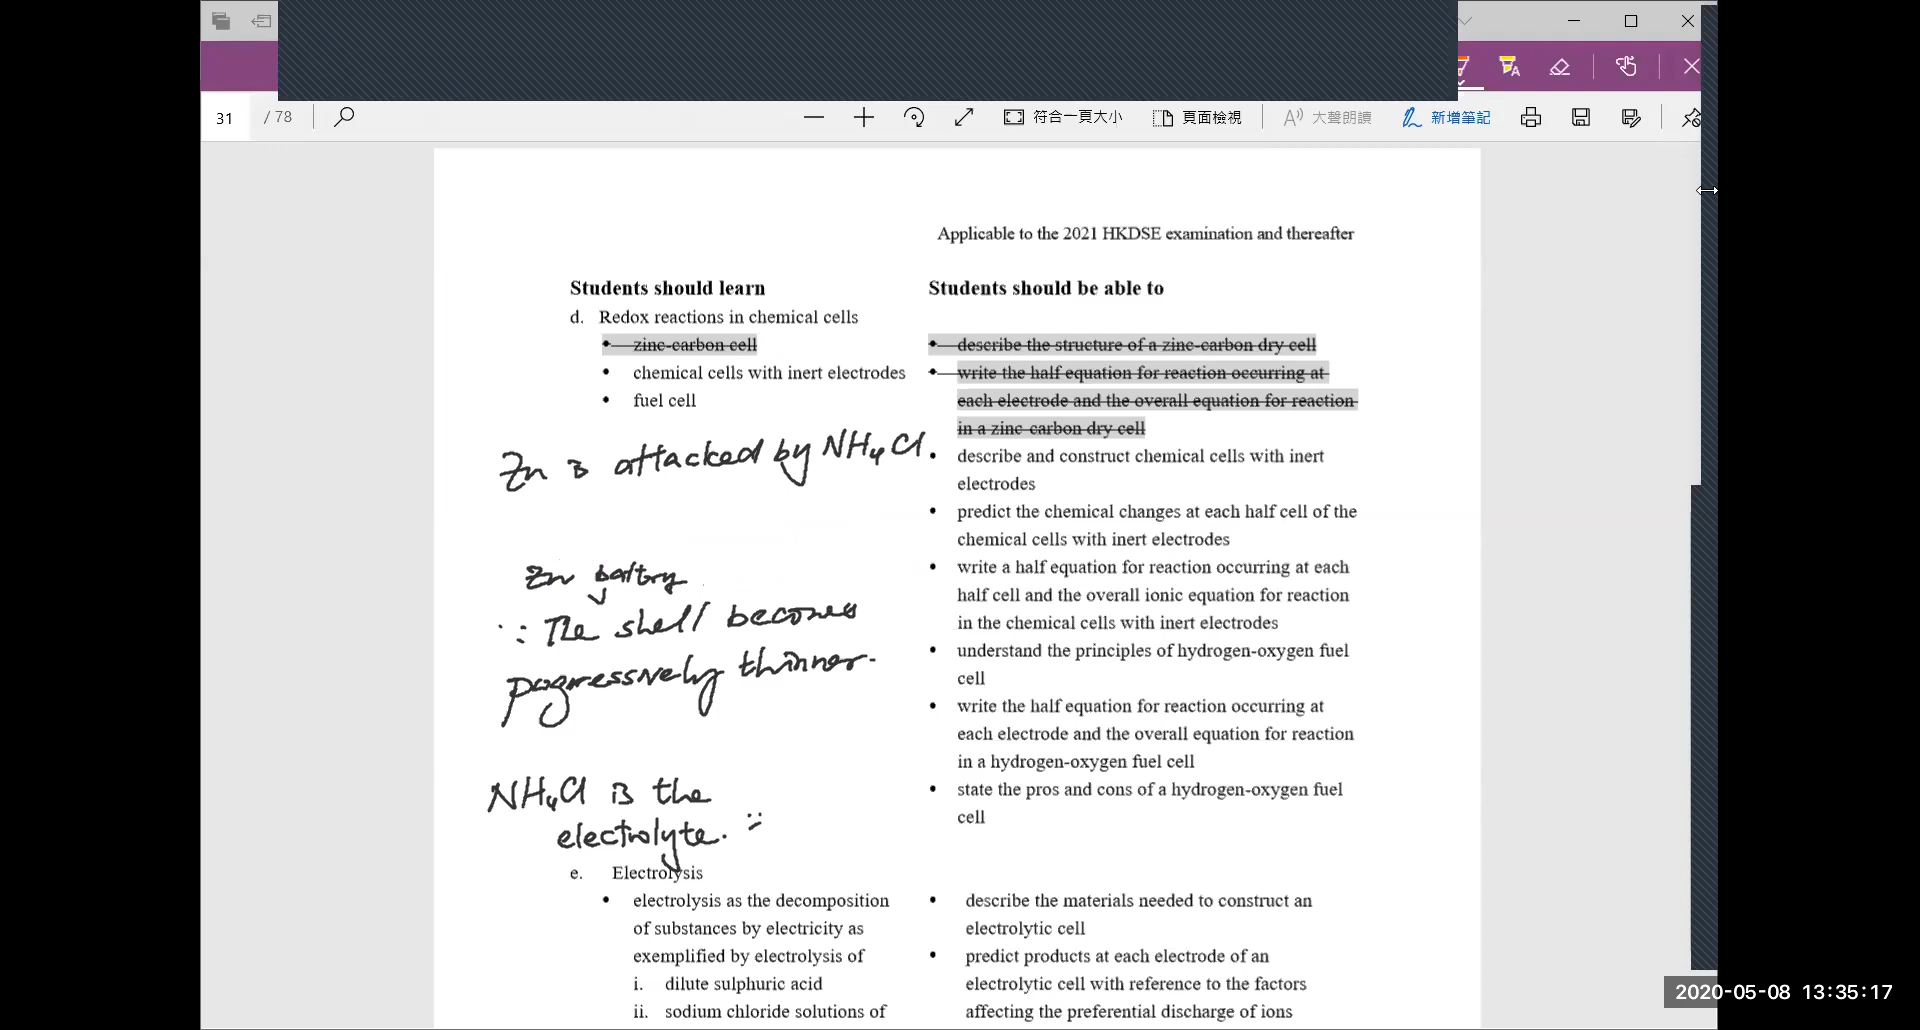 31 / 78 符合一頁大小 頁面檢視 大聲朗讀 新增筆記
Applicable to the 2021 HKDSE examination and thereafter
Students should learn
d. Redox reactions in chemical cells
• zinc-carbon cell
• chemical cells with inert electrodes
• fuel cell
Zn is attacked by NH4Cl.
Zn battery
∵ The shell becomes
pogressively thinner.
NH4Cl is the
electrolyte.
e. Electrolysis
• electrolysis as the decomposition
of substances by electricity as
exemplified by electrolysis of
i. dilute sulphuric acid
ii. sodium chloride solutions of
Students should be able to
• describe the structure of a zinc-carbon dry cell
• write the half equation for reaction occurring at
each electrode and the overall equation for reaction
in a zinc-carbon dry cell
• describe and construct chemical cells with inert
electrodes
• predict the chemical changes at each half cell of the
chemical cells with inert electrodes
• write a half equation for reaction occurring at each
half cell and the overall ionic equation for reaction
in the chemical cells with inert electrodes
• understand the principles of hydrogen-oxygen fuel
cell
• write the half equation for reaction occurring at
each electrode and the overall equation for reaction
in a hydrogen-oxygen fuel cell
• state the pros and cons of a hydrogen-oxygen fuel
cell
• describe the materials needed to construct an
electrolytic cell
• predict products at each electrode of an
electrolytic cell with reference to the factors
affecting the preferential discharge of ions
2020-05-08 13:35:17